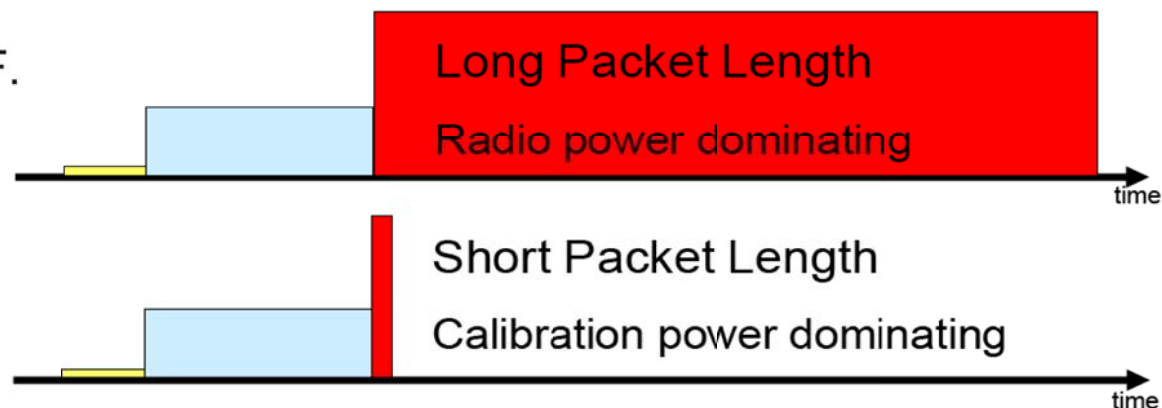 F.
Long Packet Length
Radio power dominating
time
Short Packet Length
Calibration power dominating
time